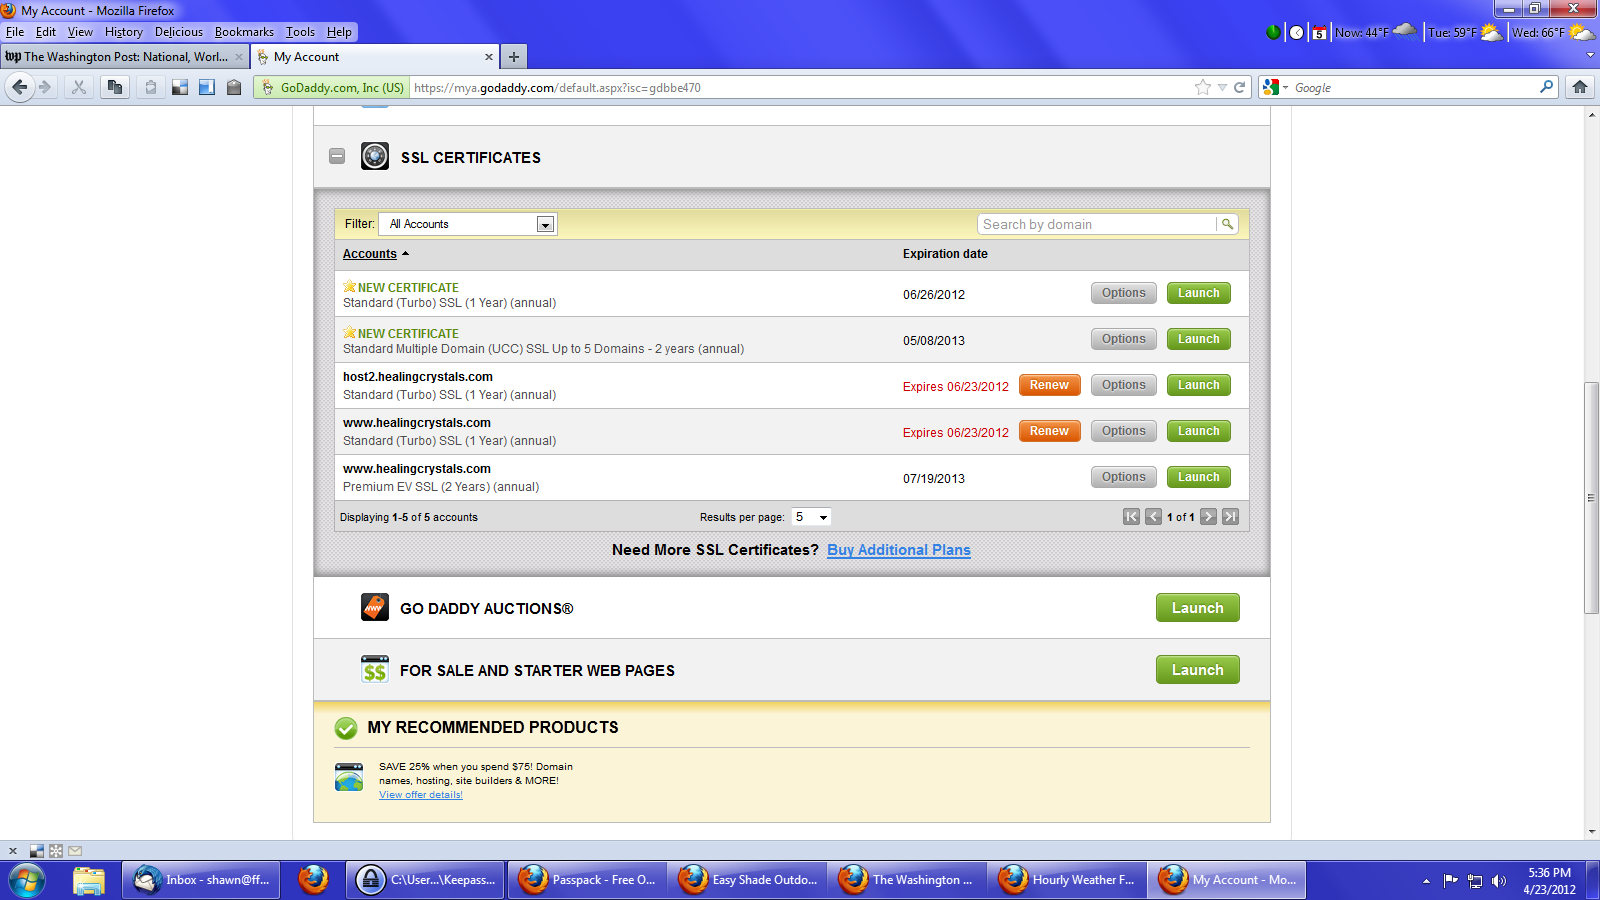 My Account - Mozilla Firefox
File Edit View History Delicious Bookmarks Tools Help
5 Now: 44°F Tue: 59°F Wed: 66°F
wp The Washington Post: National, Worl... My Account
GoDaddy.com, Inc (US) https://mya.godaddy.com/default.aspx?isc=gdbbe470 Google
SSL CERTIFICATES
Filter: All Accounts Search by domain
Accounts Expiration date
NEW CERTIFICATE
Standard (Turbo) SSL (1 Year) (annual) 06/26/2012 Options Launch
NEW CERTIFICATE
Standard Multiple Domain (UCC) SSL Up to 5 Domains - 2 years (annual) 05/08/2013 Options Launch
host2.healingcrystals.com
Standard (Turbo) SSL (1 Year) (annual) Expires 06/23/2012 Renew Options Launch
www.healingcrystals.com
Standard (Turbo) SSL (1 Year) (annual) Expires 06/23/2012 Renew Options Launch
www.healingcrystals.com
Premium EV SSL (2 Years) (annual) 07/19/2013 Options Launch
Displaying 1-5 of 5 accounts Results per page: 5 1 of 1
Need More SSL Certificates? Buy Additional Plans
GO DADDY AUCTIONS® Launch
$$ FOR SALE AND STARTER WEB PAGES Launch
MY RECOMMENDED PRODUCTS
SAVE 25% when you spend $75! Domain
names, hosting, site builders & MORE!
View offer details!
Inbox - shawn@ff... C:\User...\Keepass... Passpack - Free O... Easy Shade Outdo... The Washington ... Hourly Weather F... My Account - Mo... 5:36 PM
4/23/2012